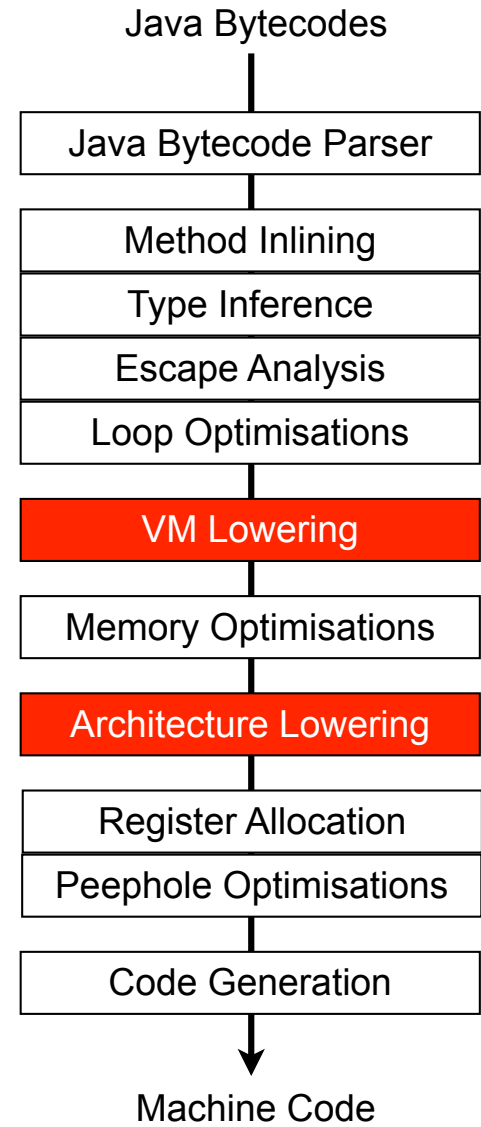 Java Bytecodes
Java Bytecode Parser
Method Inlining
Type Inference
Escape Analysis
Loop Optimisations
VM Lowering
Memory Optimisations
Architecture Lowering
Register Allocation
Peephole Optimisations
Code Generation
Machine Code